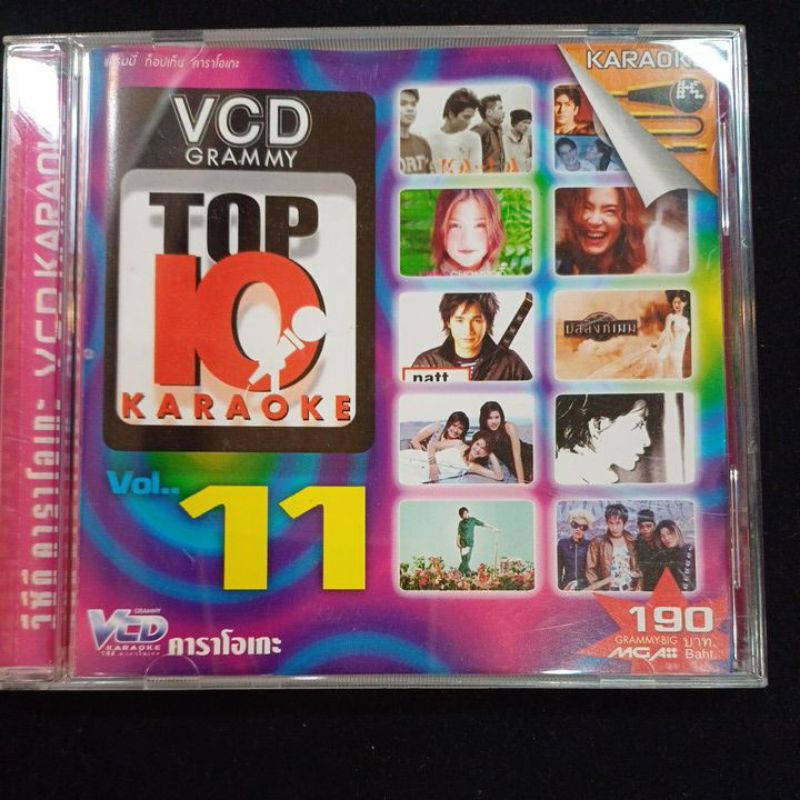 แกรมมี่ ท็อปเท็น คาราโอเกะ
KARAOKE
VCD
GRAMMY
TOP
10
KARAOKE
Vol..
11
natt
GRAMMY
VCD
KARAOKE
คาราโอเกะ
190
GRAMMY-BIG บาท.
MGA Baht.
วีซีดี คาราโอเกะ VCD KARAOK